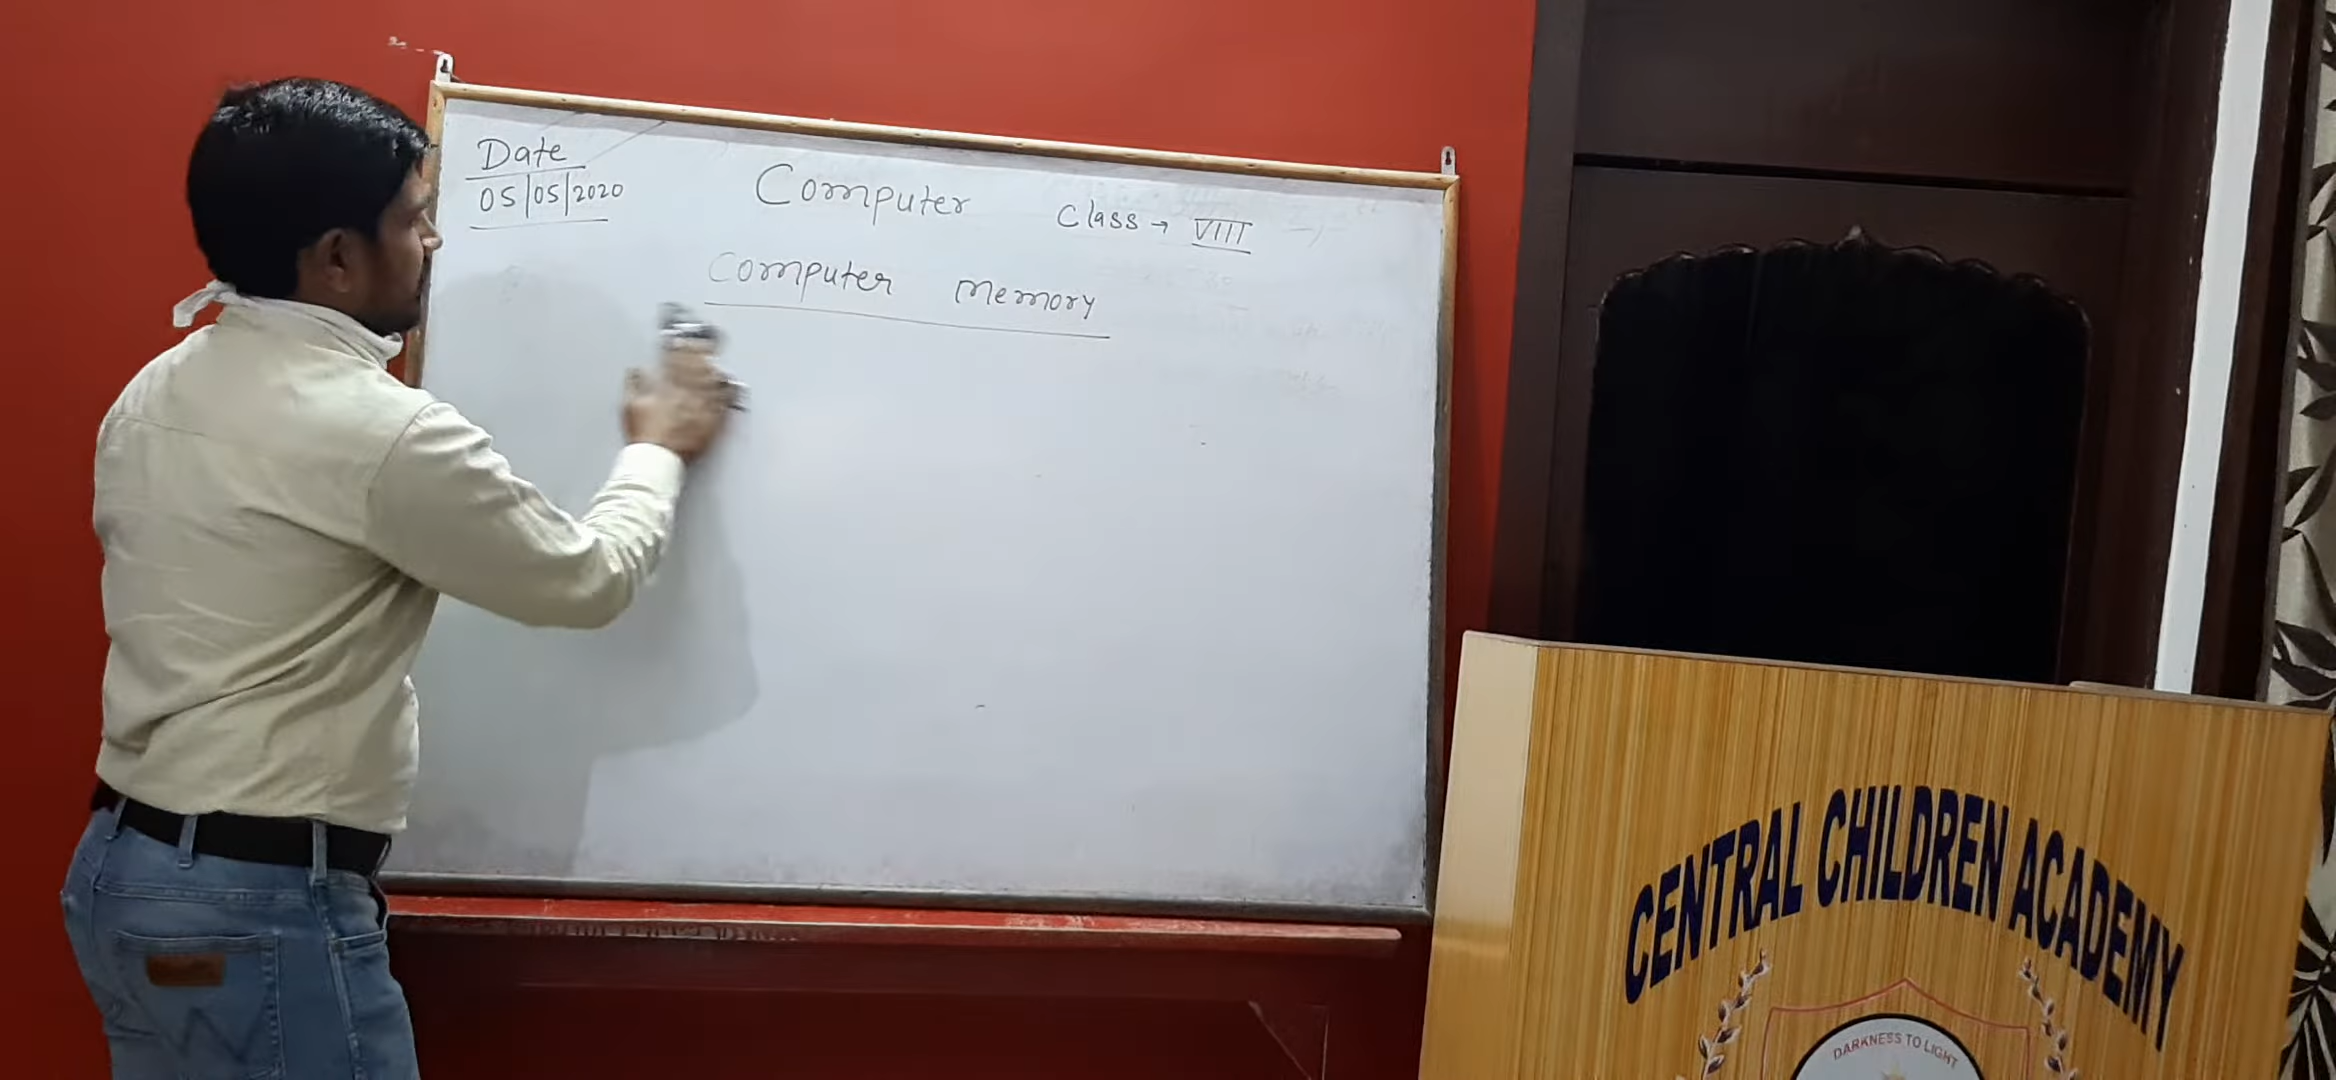 Date
05/05/2020
Computer
Class → VIII
Computer memory
CENTRAL CHILDREN ACADEMY
DARKNESS TO LIGHT